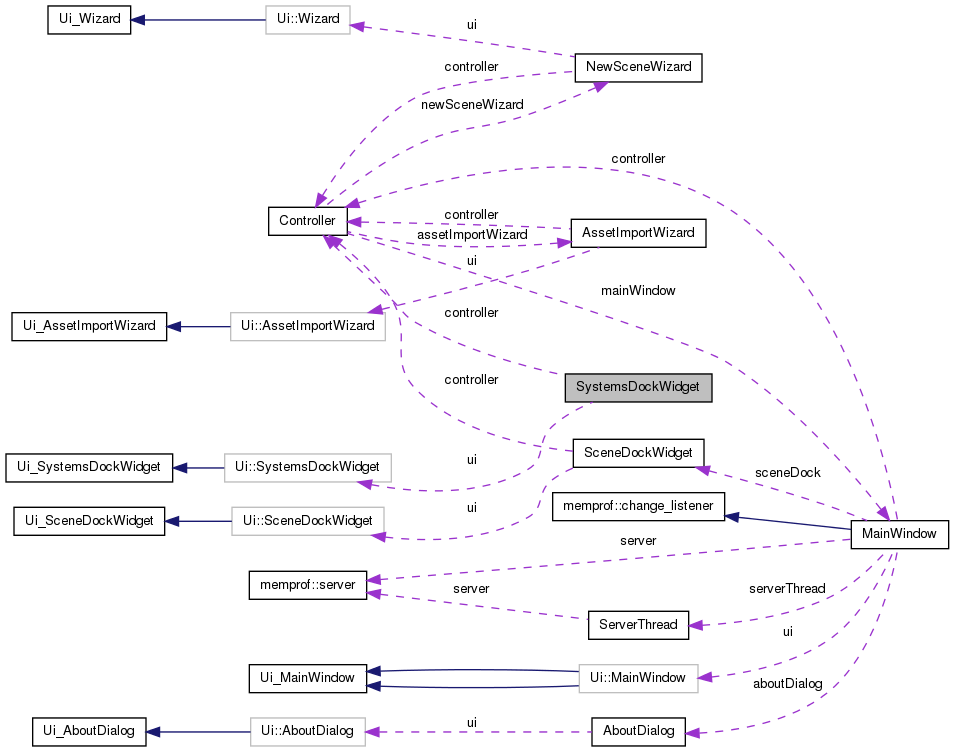 Ui_Wizard
Ui::Wizard
ui
NewSceneWizard
controller
newSceneWizard
controller
Controller
controller
assetImportWizard
AssetImportWizard
ui
mainWindow
Ui_AssetImportWizard
Ui::AssetImportWizard
controller
controller
SystemsDockWidget
SceneDockWidget
Ui_SystemsDockWidget
Ui::SystemsDockWidget
ui
sceneDock
memprof::change_listener
Ui_SceneDockWidget
Ui::SceneDockWidget
ui
MainWindow
server
memprof::server
server
serverThread
ServerThread
ui
Ui_MainWindow
Ui::MainWindow
aboutDialog
Ui_AboutDialog
Ui::AboutDialog
ui
AboutDialog